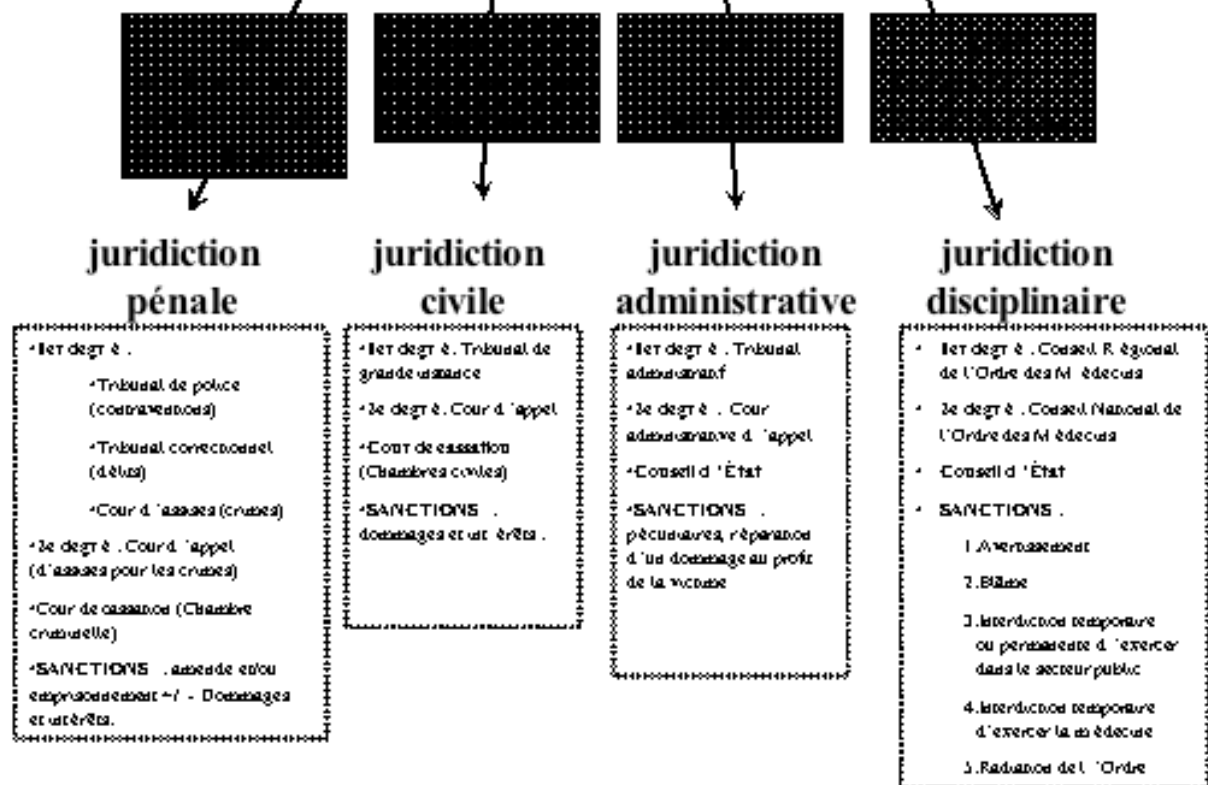 juridiction
pénale
•1er degré :
•Tribunal de police
(contraventions)
•Tribunal correctionnel
(délits)
•Cour d'assises (crimes)
•2e degré : Cour d'appel
(d'assises pour les crimes)
•Cour de cassation (Chambre
criminelle)
•SANCTIONS : amende et/ou
emprisonnement +/- Dommages
et intérêts.
juridiction
civile
•1er degré : Tribunal de
grande instance
•2e degré : Cour d'appel
•Cour de cassation
(Chambres civiles)
•SANCTIONS :
dommages et intérêts .
juridiction
administrative
•1er degré : Tribunal
administratif
•2e degré : Cour
administrative d'appel
•Conseil d'État
•SANCTIONS :
pécuniaires, réparation
d'un dommage au profit
de la victime
juridiction
disciplinaire
• 1er degré : Conseil Régional
de l'Ordre des Médecins
• 2e degré : Conseil National de
l'Ordre des Médecins
• Conseil d'État
• SANCTIONS :
1.Avertissement
2.Blâme
3.Interdiction temporaire
ou permanente d'exercer
dans le secteur public
4.Interdiction temporaire
d'exercer la médecine
5.Radiation de l'Ordre